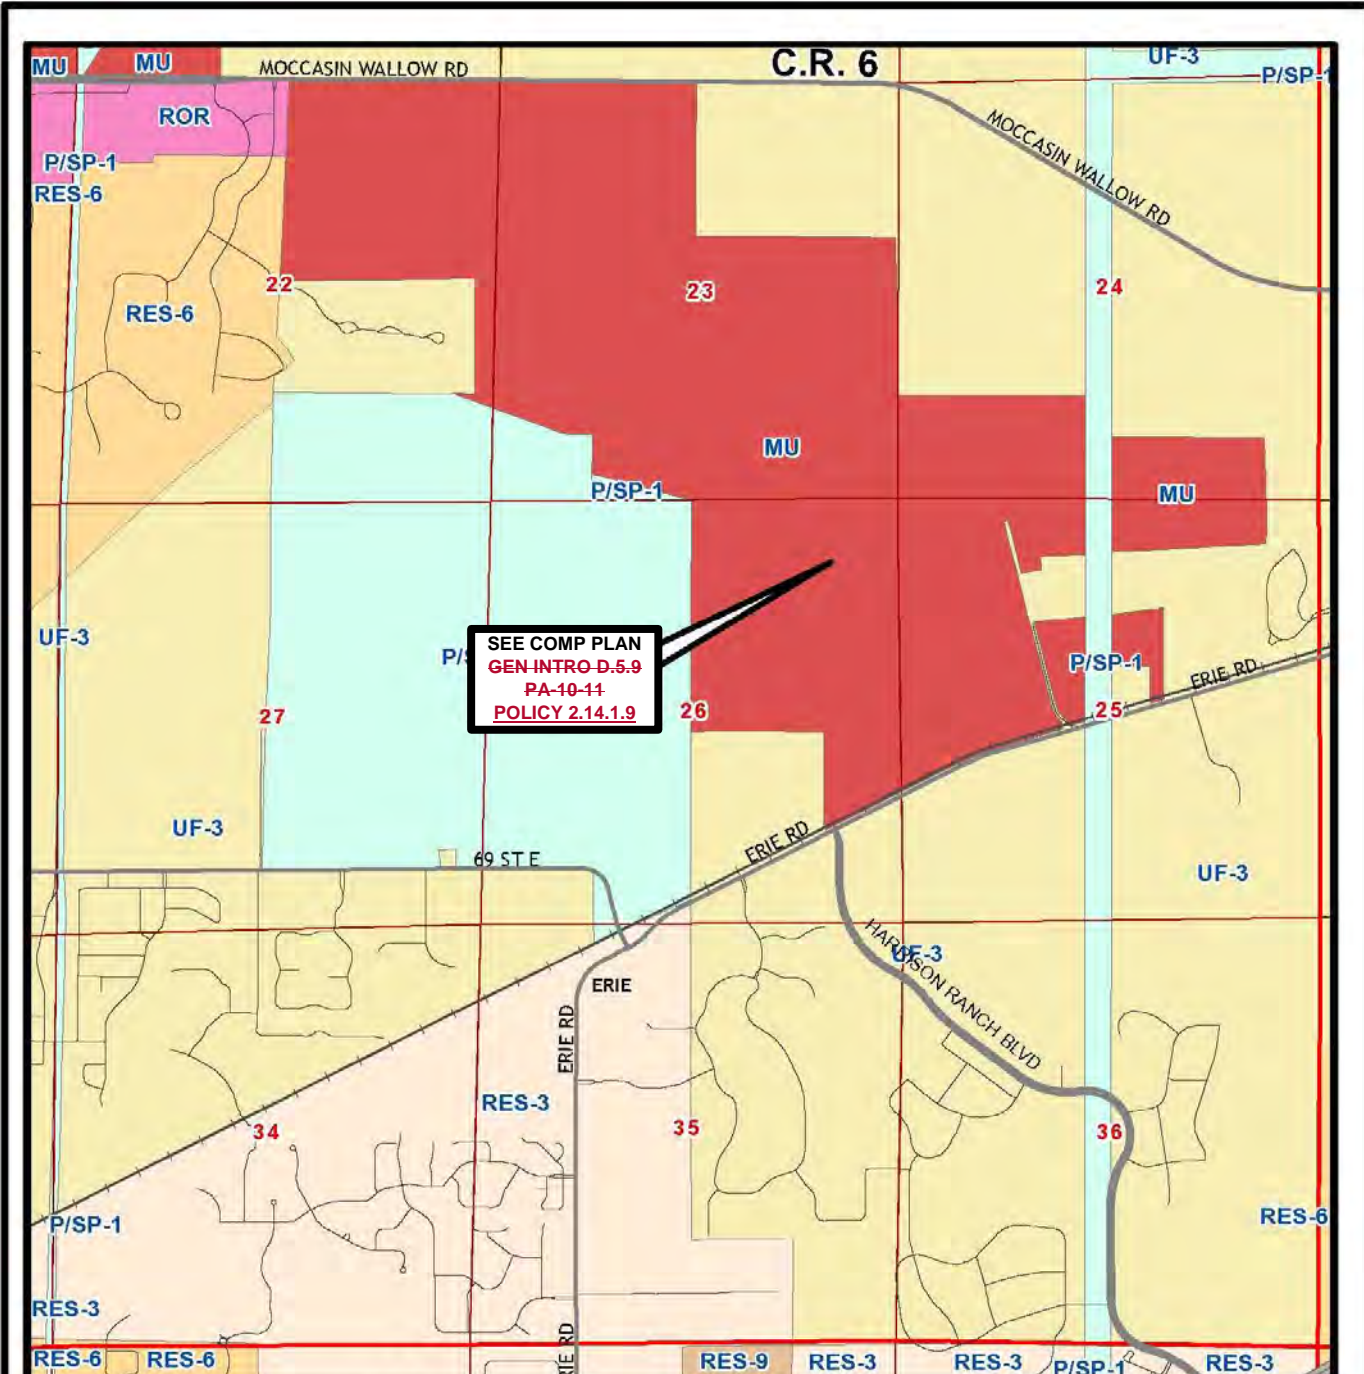 C.R. 6
MU
MU
MOCCASIN WALLOW RD
UF-3
P/SP-1
ROR
MOCCASIN WALLOW RD
P/SP-1
RES-6
22
23
24
RES-6
MU
P/SP-1
MU
UF-3
SEE COMP PLAN
GEN INTRO D.5.9
PA-10-11
POLICY 2.14.1.9
P/SP-1
ERIE RD
27
26
25
UF-3
ERIE RD
69 ST E
UF-3
UF-3
HARRISON RANCH BLVD
ERIE
ERIE RD
RES-3
34
35
36
P/SP-1
RES-6
RES-3
RES-6
RES-6
RES-9
RES-3
RES-3
P/SP-1
RES-3